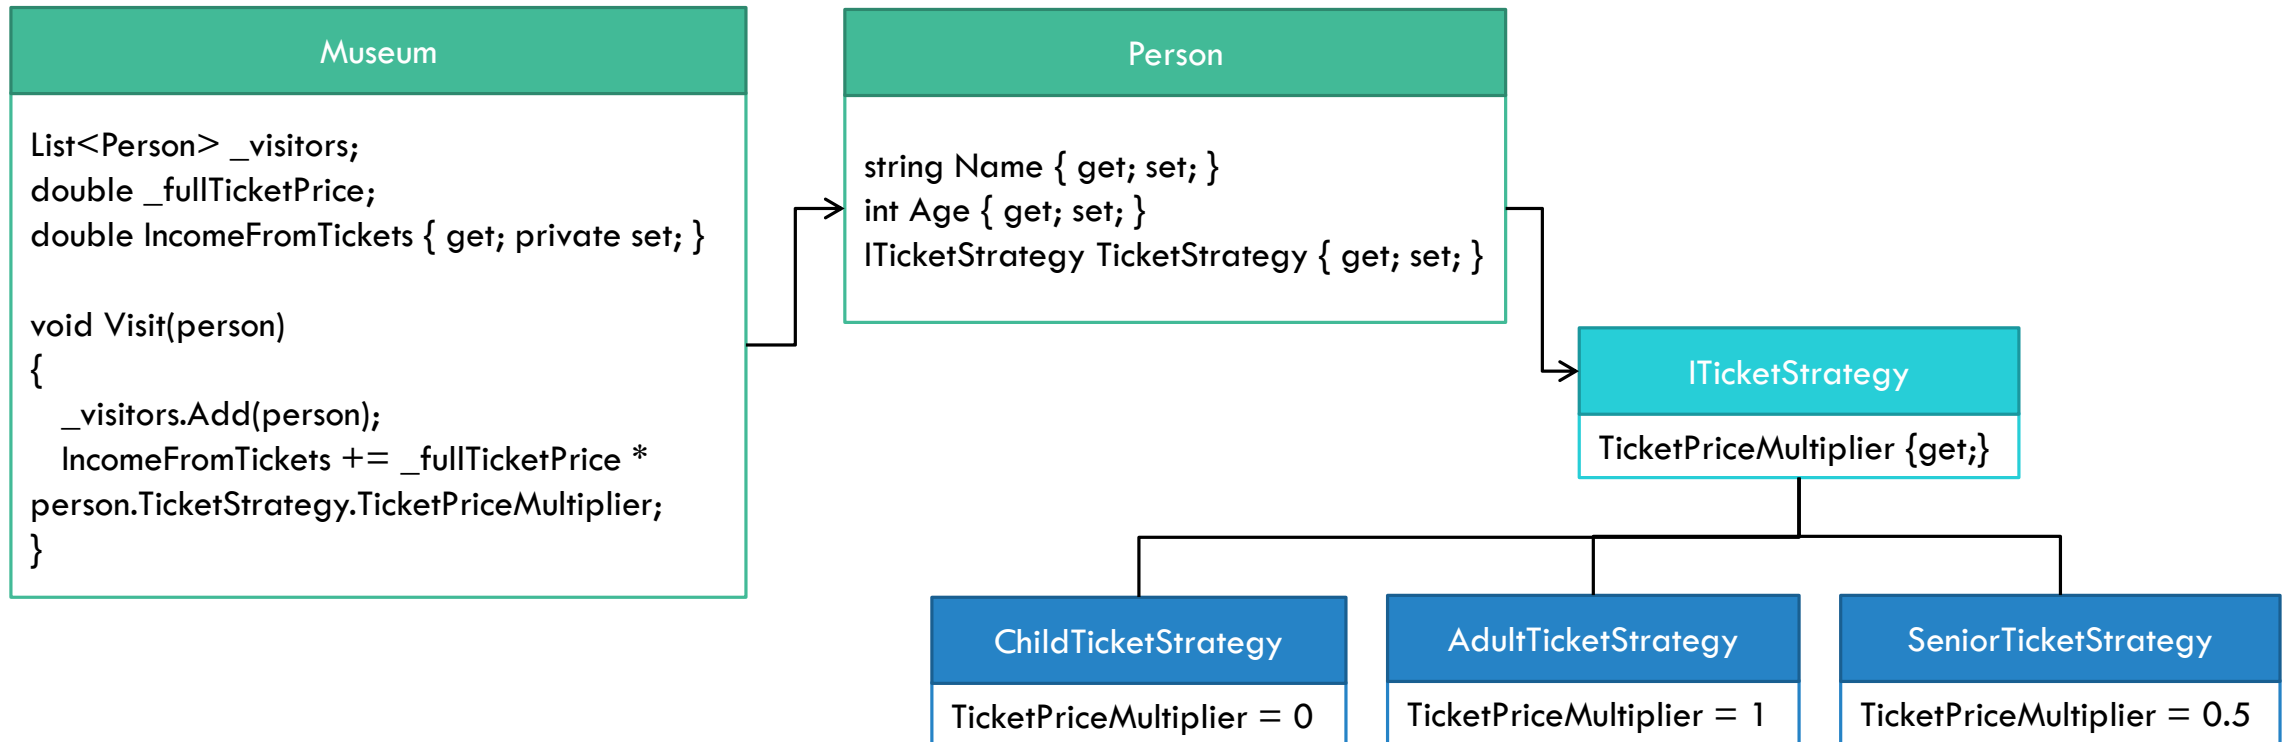 Museum
List<Person> _visitors;
double _fullTicketPrice;
double IncomeFromTickets { get; private set; }
void Visit(person)
{
_visitors.Add(person);
IncomeFromTickets += _fullTicketPrice *
person.TicketStrategy.TicketPriceMultiplier;
}
Person
string Name { get; set; }
int Age { get; set; }
ITicketStrategy TicketStrategy { get; set; }
ITicketStrategy
TicketPriceMultiplier {get;}
ChildTicketStrategy
TicketPriceMultiplier = 0
AdultTicketStrategy
TicketPriceMultiplier = 1
SeniorTicketStrategy
TicketPriceMultiplier = 0.5